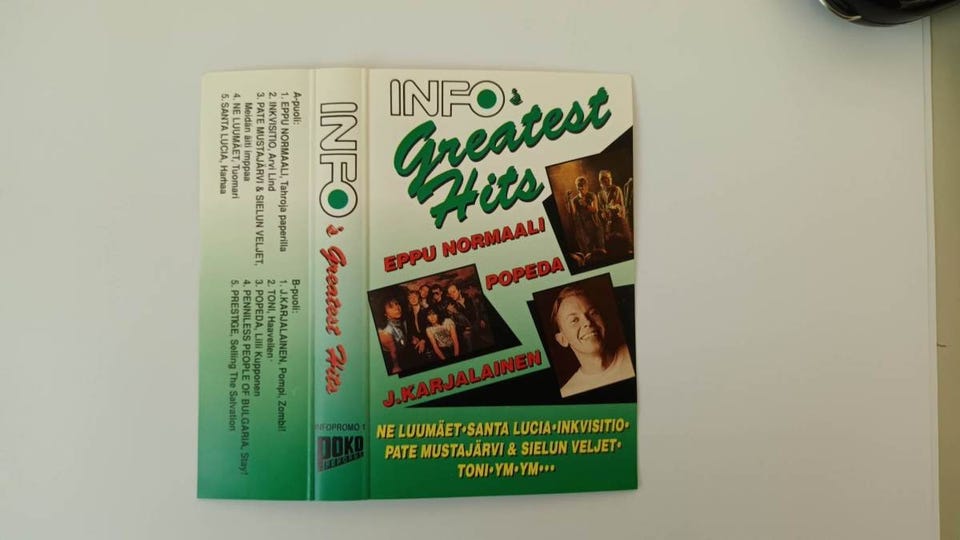 A-puoli:
1. EPPU NORMAALI, Tahroja paperilla
2. INKVISITIO, Arvi Lind
3. PATE MUSTAJÄRVI & SIELUN VELJET,
Meidän äiti imppaa
4. NE LUUMÄET, Tuomari
5. SANTA LUCIA, Harhaa
B-puoli:
1. J.KARJALAINEN, Pompi, Zombi!
2. TONI, Haaveilen
3. POPEDA, Lilli Kupponen
4. PENNILESS PEOPLE OF BULGARIA, Stay!
5. PRESTIGE, Selling The Salvation
INFO's Greatest Hits
INFOPROMO 1
POKO
RECORDS
INFO's
Greatest
Hits
EPPU NORMAALI
POPEDA
J.KARJALAINEN
NE LUUMÄET•SANTA LUCIA•INKVISITIO•
PATE MUSTAJÄRVI & SIELUN VELJET•
TONI•YM•YM•••